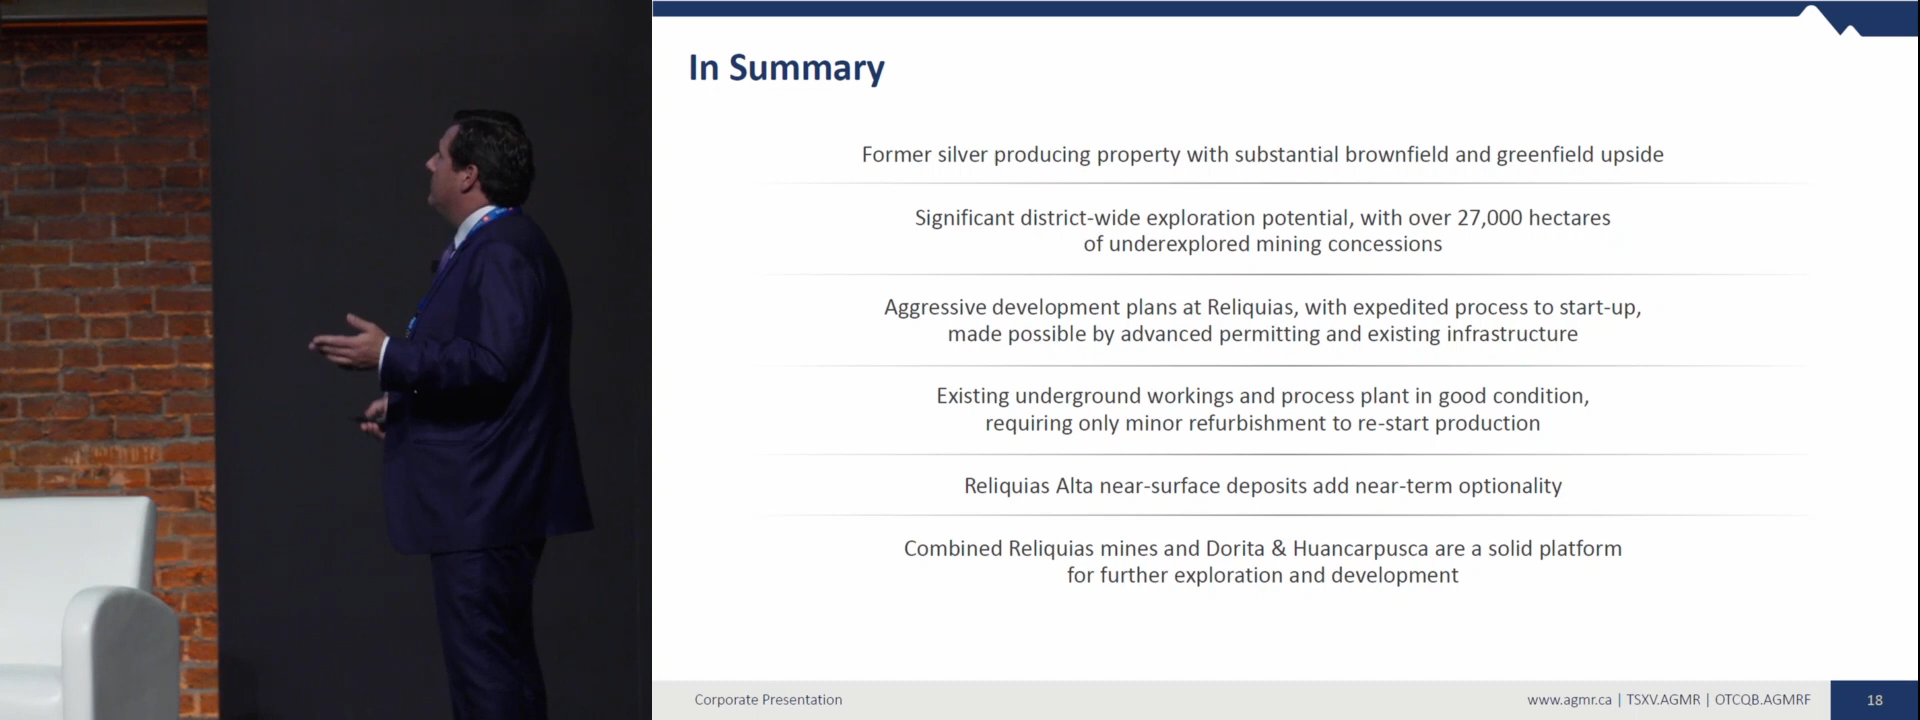 In Summary
Former silver producing property with substantial brownfield and greenfield upside
Significant district-wide exploration potential, with over 27,000 hectares
of underexplored mining concessions
Aggressive development plans at Reliquias, with expedited process to start-up,
made possible by advanced permitting and existing infrastructure
Existing underground workings and process plant in good condition,
requiring only minor refurbishment to re-start production
Reliquias Alta near-surface deposits add near-term optionality
Combined Reliquias mines and Dorita & Huancarpusca are a solid platform
for further exploration and development
Corporate Presentation
www.agmr.ca | TSXV.AGMR | OTCQB.AGMRF
18